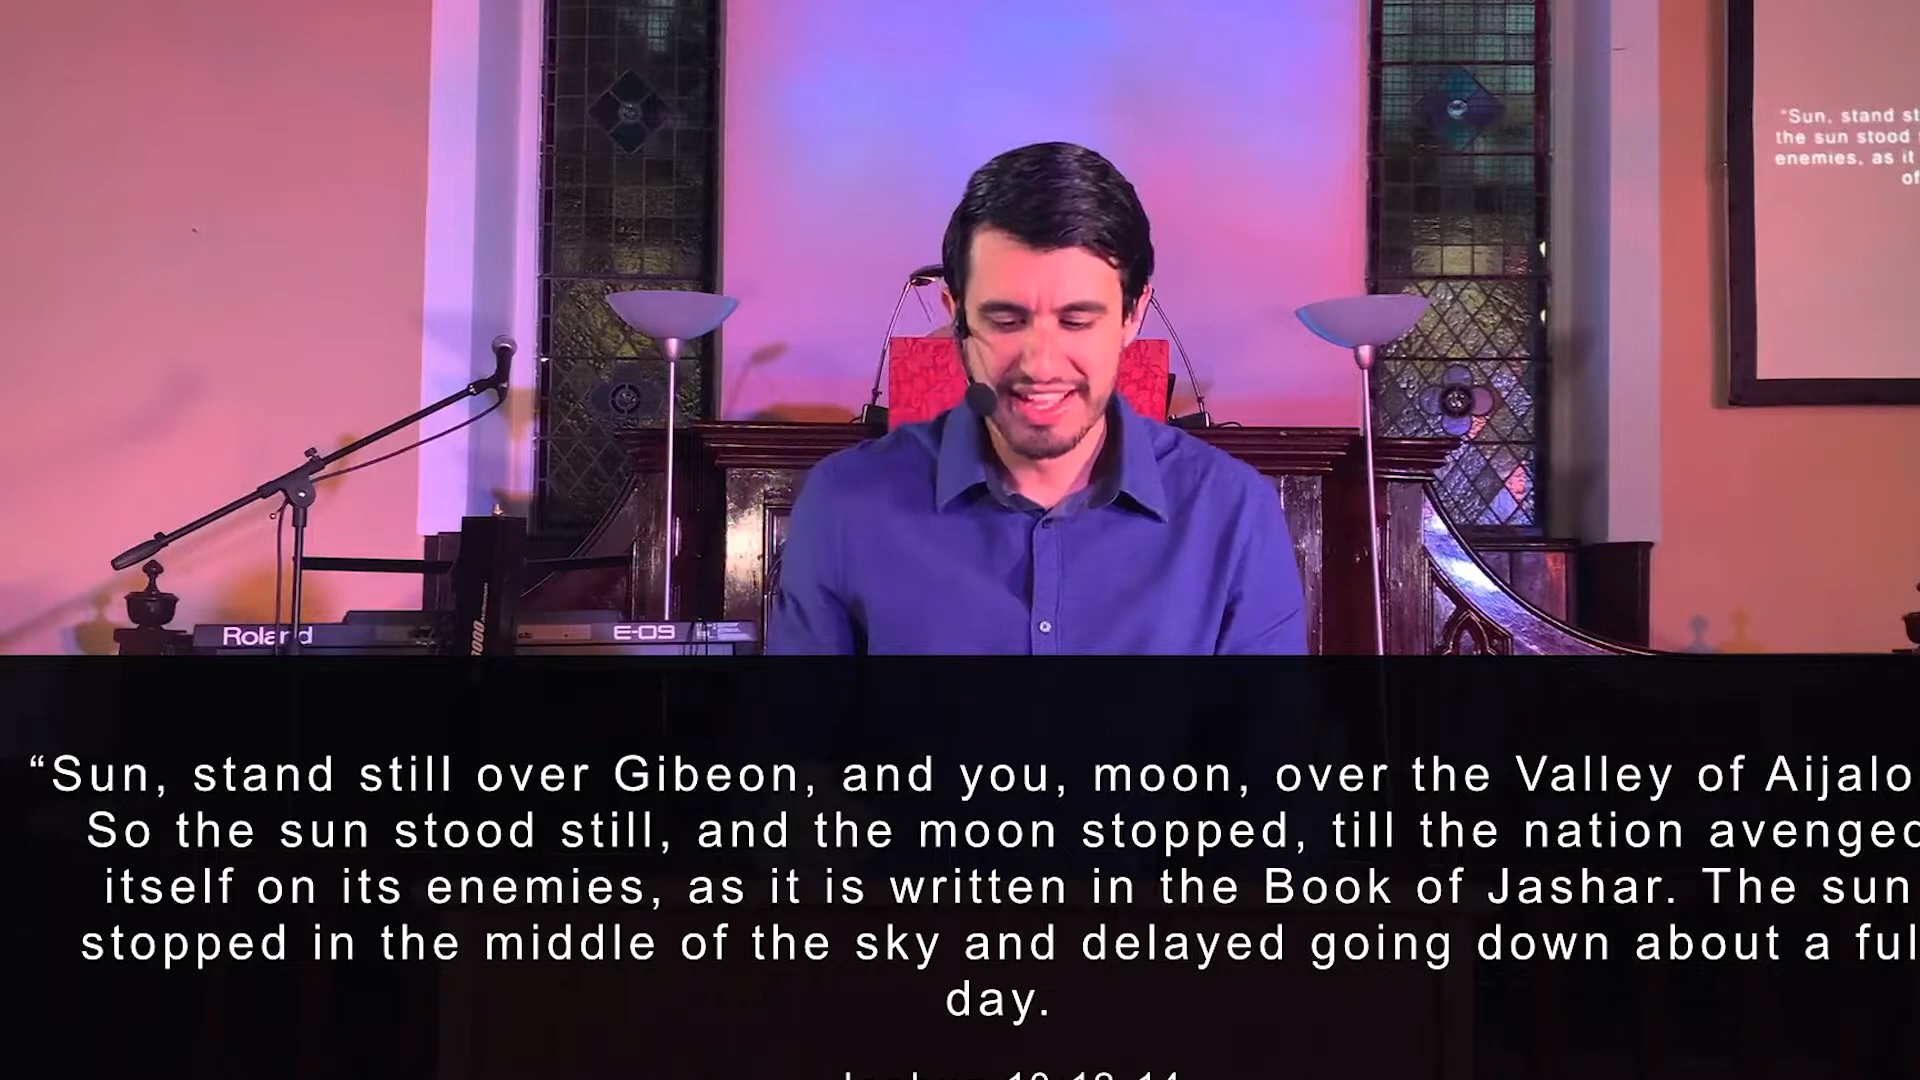 "Sun, stand st
the sun stood
enemies, as it
of
Roland
E-09
“Sun, stand still over Gibeon, and you, moon, over the Valley of Aijalo
So the sun stood still, and the moon stopped, till the nation avenged
itself on its enemies, as it is written in the Book of Jashar. The sun
stopped in the middle of the sky and delayed going down about a ful
day.